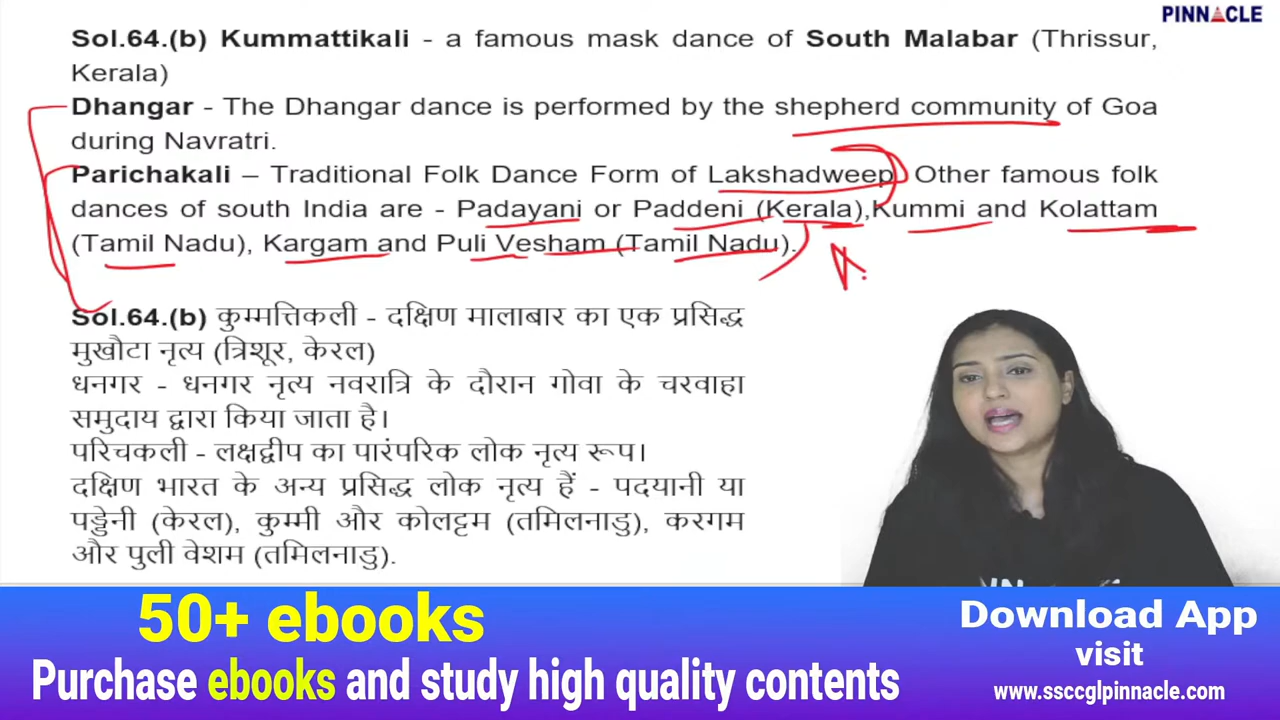 PINNACLE
Sol.64.(b) Kummattikali - a famous mask dance of South Malabar (Thrissur,
Kerala)
Dhangar - The Dhangar dance is performed by the shepherd community of Goa
during Navratri.
Parichakali – Traditional Folk Dance Form of Lakshadweep. Other famous folk
dances of south India are - Padayani or Paddeni (Kerala),Kummi and Kolattam
(Tamil Nadu), Kargam and Puli Vesham (Tamil Nadu).
Sol.64.(b) कुम्मत्तिकली - दक्षिण मालाबार का एक प्रसिद्ध
मुखौटा नृत्य (त्रिशूर, केरल)
धनगर - धनगर नृत्य नवरात्रि के दौरान गोवा के चरवाहा
समुदाय द्वारा किया जाता है।
परिचकली - लक्षद्वीप का पारंपरिक लोक नृत्य रूप।
दक्षिण भारत के अन्य प्रसिद्ध लोक नृत्य हैं - पदयानी या
पड्डेनी (केरल), कुम्मी और कोलट्टम (तमिलनाडु), करगम
और पुली वेशम (तमिलनाडु).
50+ ebooks
Purchase ebooks and study high quality contents
Download App
visit
www.ssccglpinnacle.com